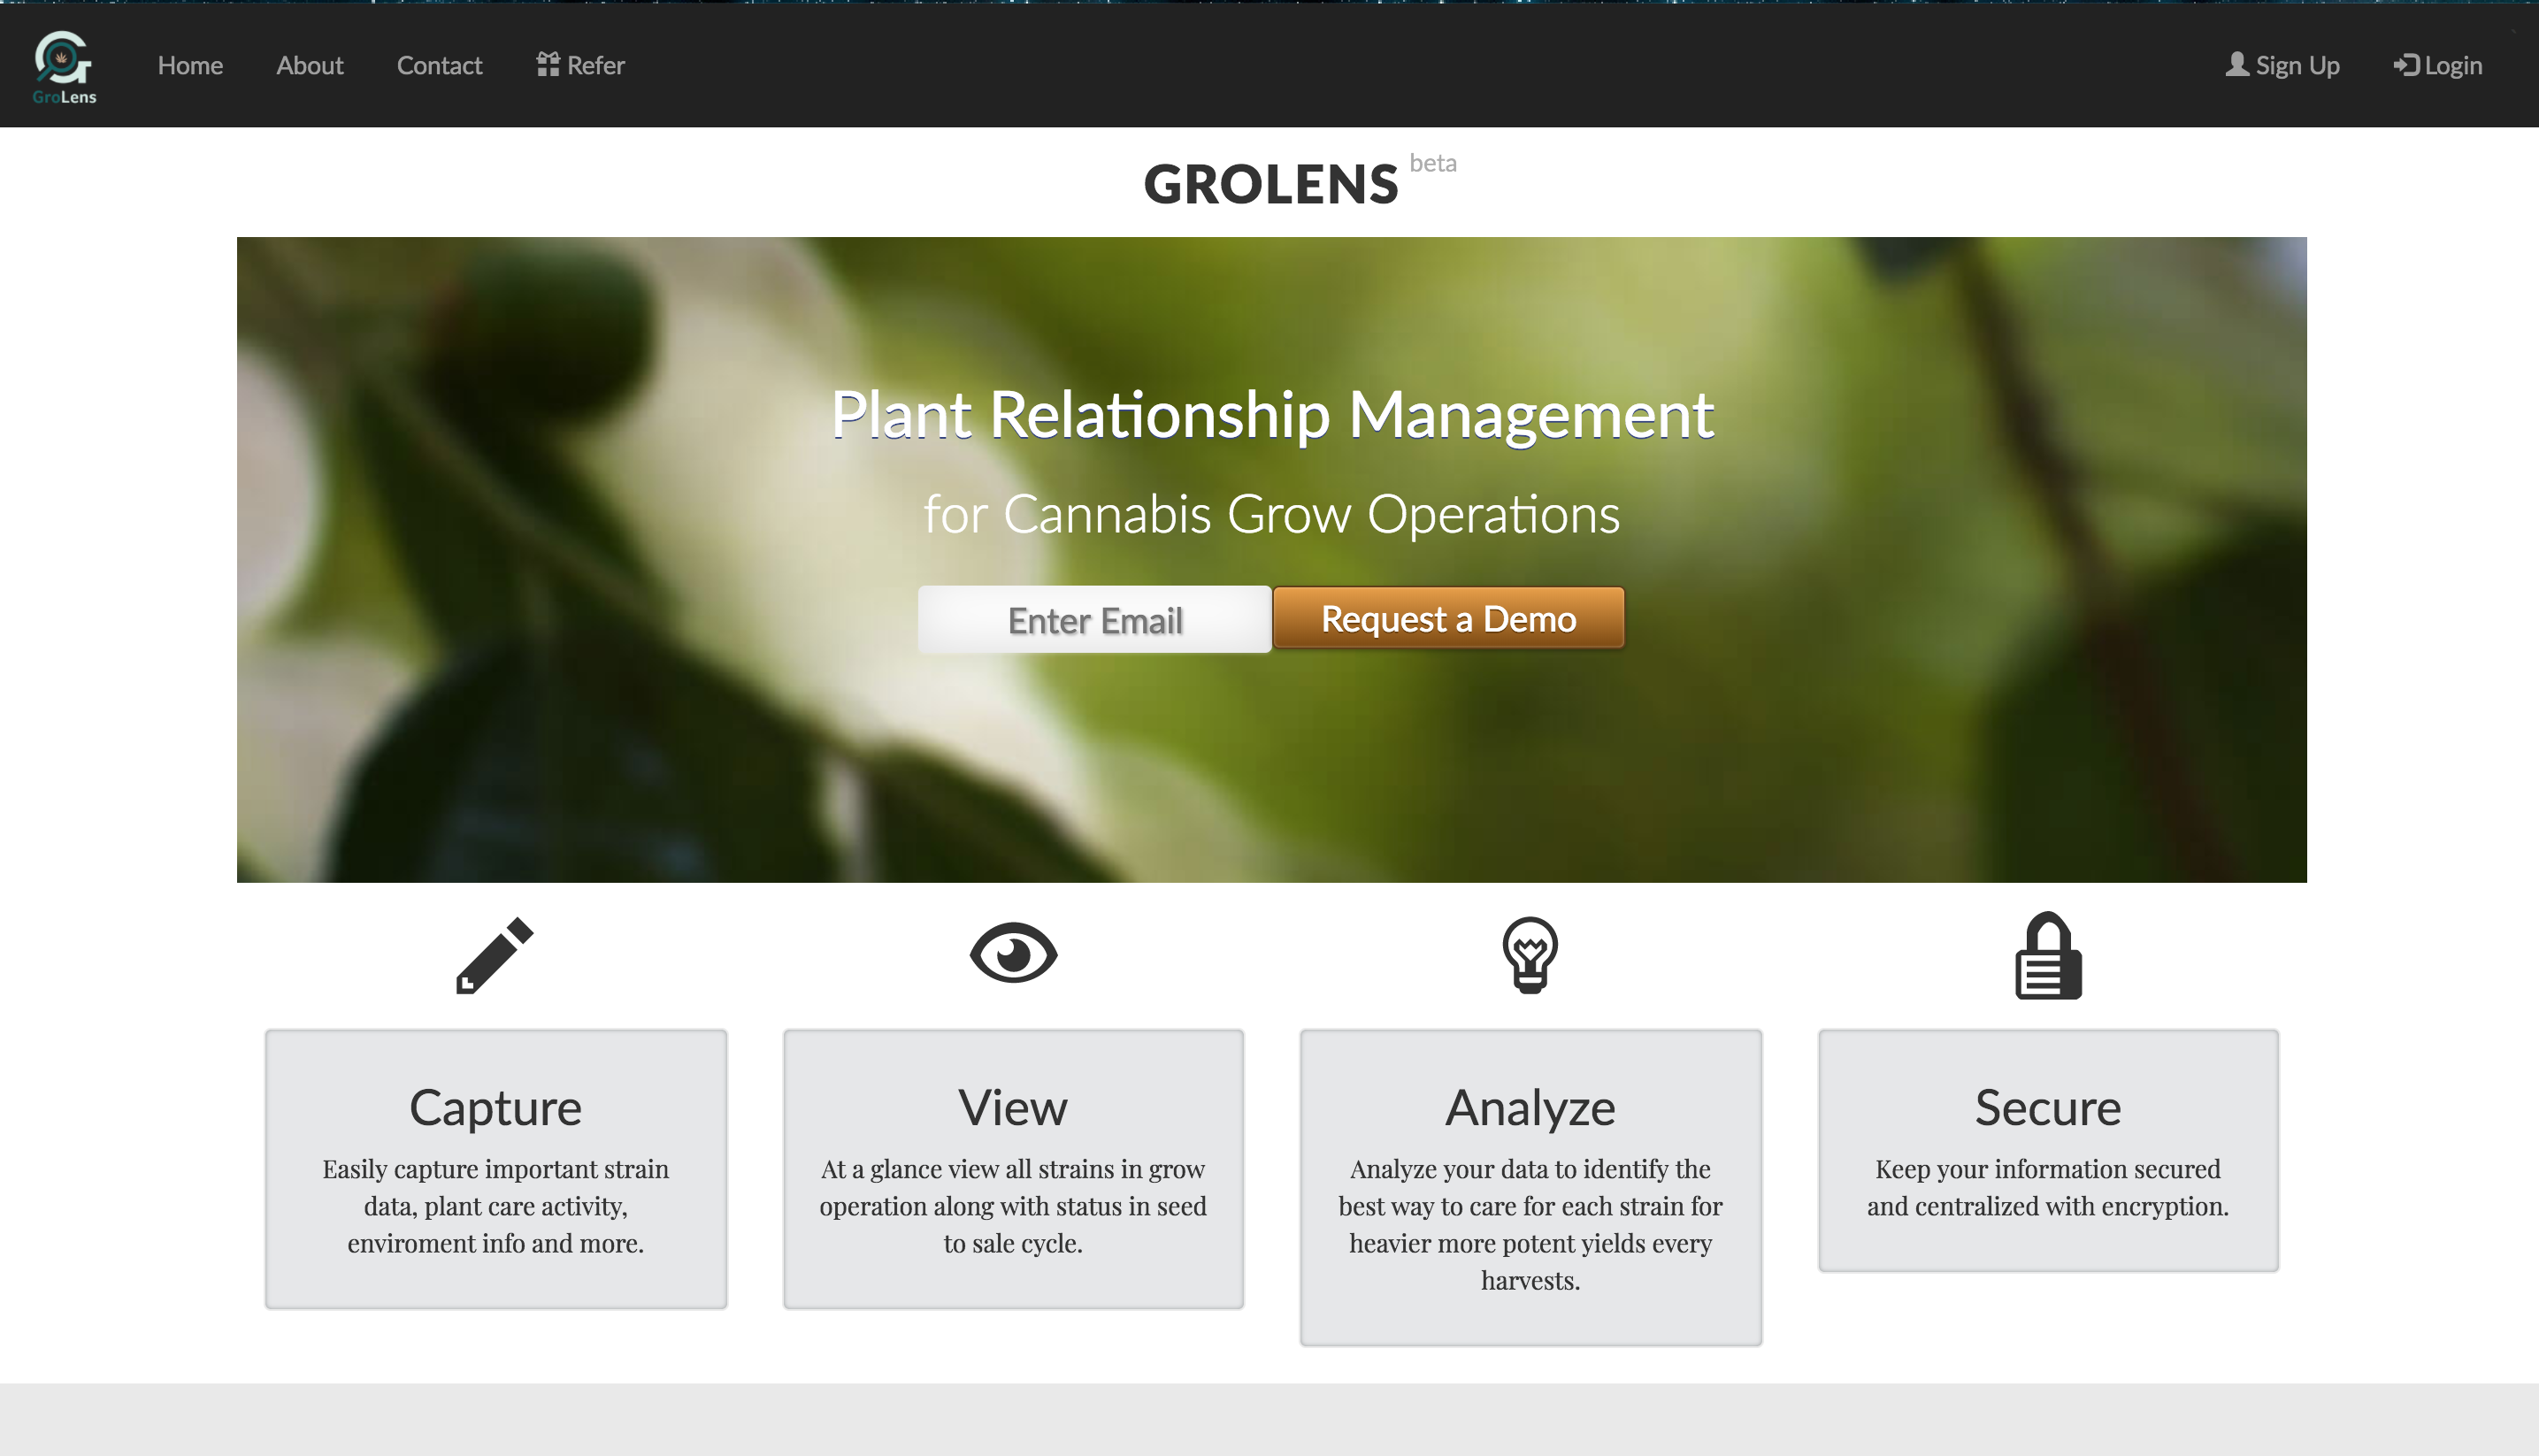 GroLens
Home
About
Contact
Refer
Sign Up
Login
GROLENS beta
Plant Relationship Management
for Cannabis Grow Operations
Enter Email
Request a Demo
Capture
Easily capture important strain
data, plant care activity,
enviroment info and more.
View
At a glance view all strains in grow
operation along with status in seed
to sale cycle.
Analyze
Analyze your data to identify the
best way to care for each strain for
heavier more potent yields every
harvests.
Secure
Keep your information secured
and centralized with encryption.